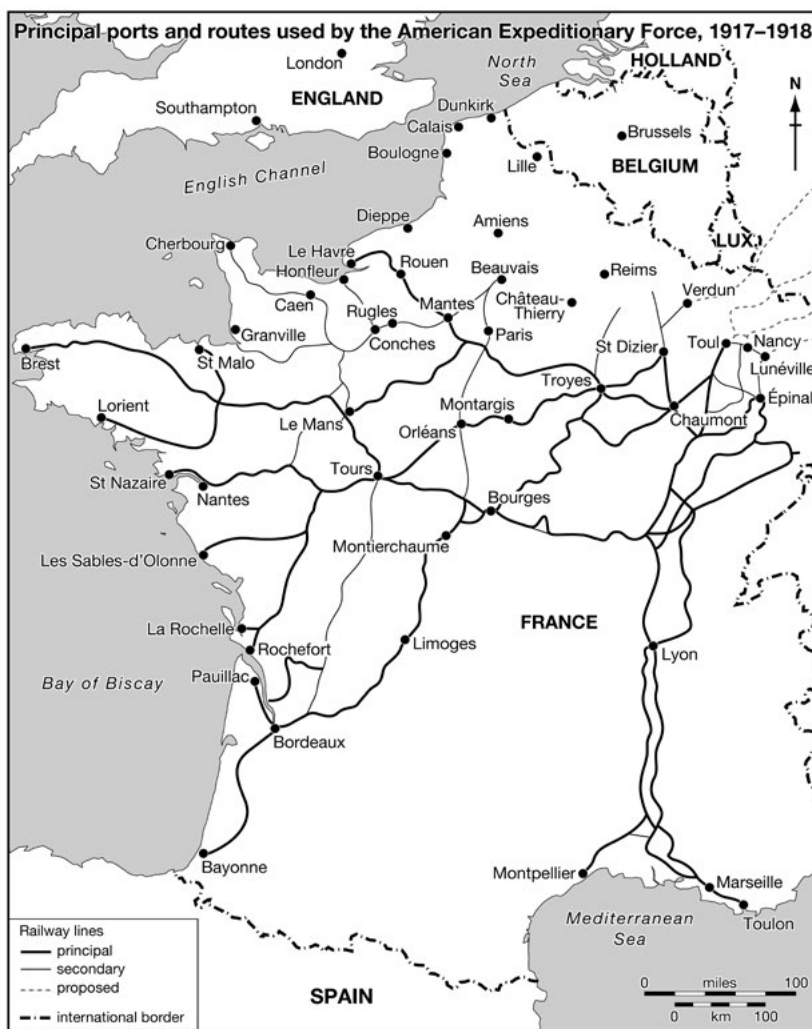 Principal ports and routes used by the American Expeditionary Force, 1917–1918
London
North
Sea
HOLLAND
N
ENGLAND
Southampton
Dunkirk
Calais
Brussels
Boulogne
Lille
BELGIUM
English Channel
Dieppe
Amiens
Cherbourg
LUX.
Le Havre
Honfleur
Rouen
Beauvais
Reims
Verdun
Caen
Rugles
Mantes
Château-
Thierry
Granville
Conches
Paris
St Dizier
Toul
Nancy
Brest
St Malo
Lunéville
Troyes
Lorient
Le Mans
Montargis
Épinal
Orléans
Chaumont
Tours
St Nazaire
Nantes
Bourges
Les Sables-d'Olonne
Montierchaume
FRANCE
La Rochelle
Rochefort
Limoges
Lyon
Bay of Biscay
Pauillac
Bordeaux
Bayonne
Montpellier
Marseille
Toulon
Mediterranean
Sea
Railway lines
principal
secondary
proposed
international border
SPAIN
0 miles 100
0 km 100